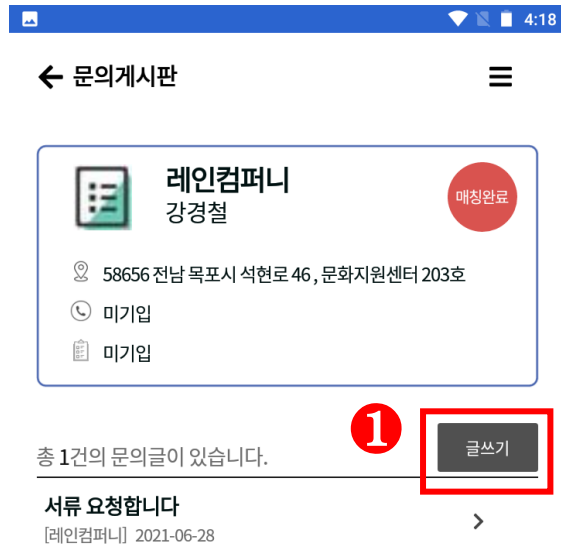 4:18
문의게시판
레인컴퍼니
강경철
매칭완료
58656 전남 목포시 석현로 46 , 문화지원센터 203호
미기입
미기입
1
글쓰기
총 1건의 문의글이 있습니다.
서류 요청합니다
[레인컴퍼니] 2021-06-28